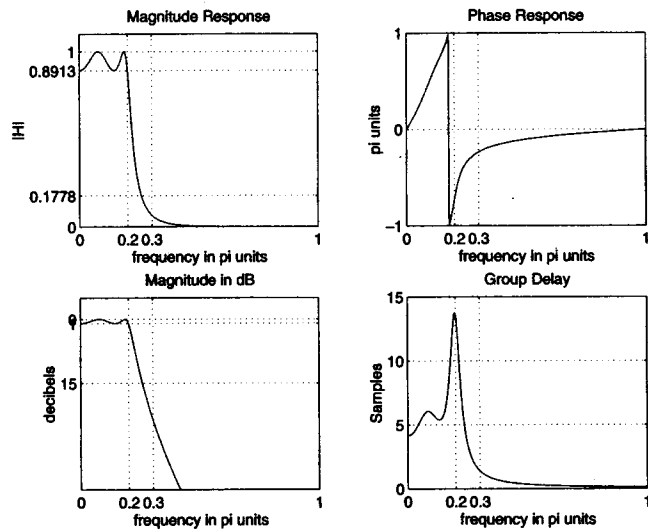 Magnitude Response
1
0.8913
|H|
0.1778
0
0 0.2 0.3 1
frequency in pi units
Phase Response
1
pi units
0
-1
0 0.2 0.3 1
frequency in pi units
Magnitude in dB
0
1
decibels
15
0 0.2 0.3 1
frequency in pi units
Group Delay
15
10
Samples
5
0
0 0.2 0.3 1
frequency in pi units